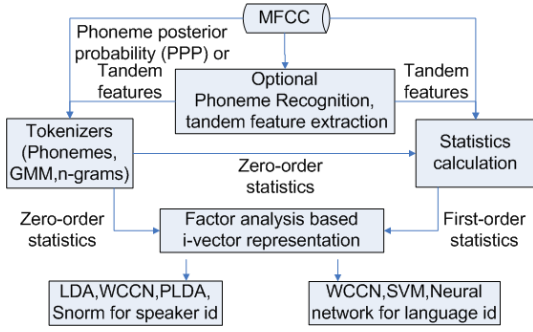 MFCC
Phoneme posterior
probability (PPP) or
Tandem
features
Optional
Phoneme Recognition,
tandem feature extraction
Tandem
features
Tokenizers
(Phonemes,
GMM,n-grams)
Zero-order
statistics
Statistics
calculation
Zero-order
statistics
Factor analysis based
i-vector representation
First-order
statistics
LDA,WCCN,PLDA,
Snorm for speaker id
WCCN,SVM,Neural
network for language id